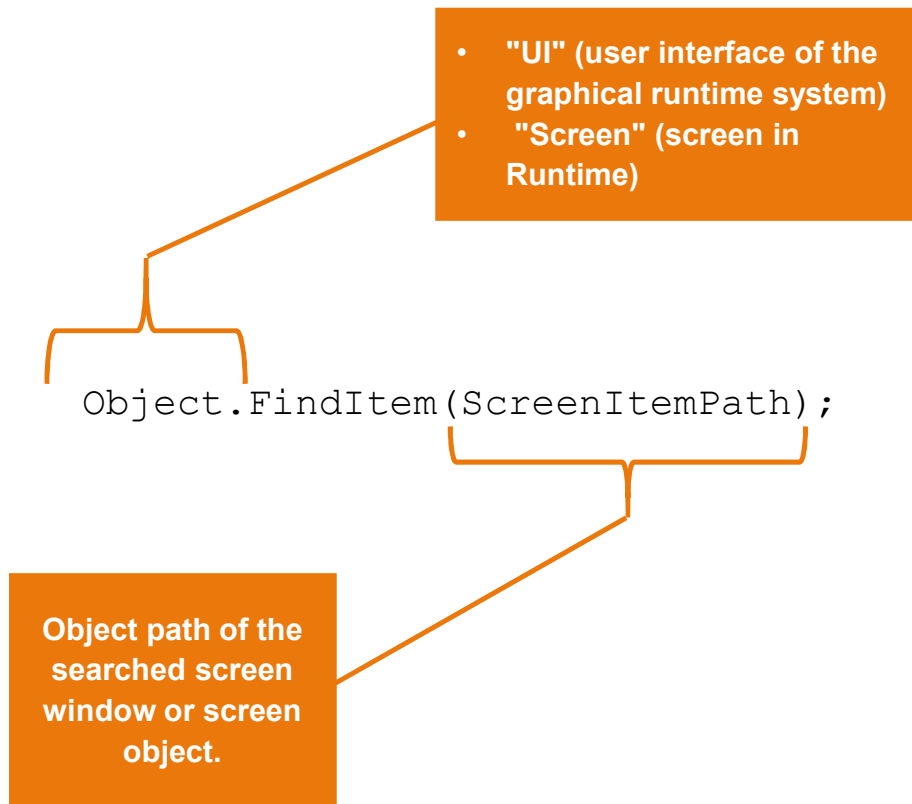 • "UI" (user interface of the
graphical runtime system)
• "Screen" (screen in
Runtime)
Object.FindItem(ScreenItemPath);
Object path of the
searched screen
window or screen
object.